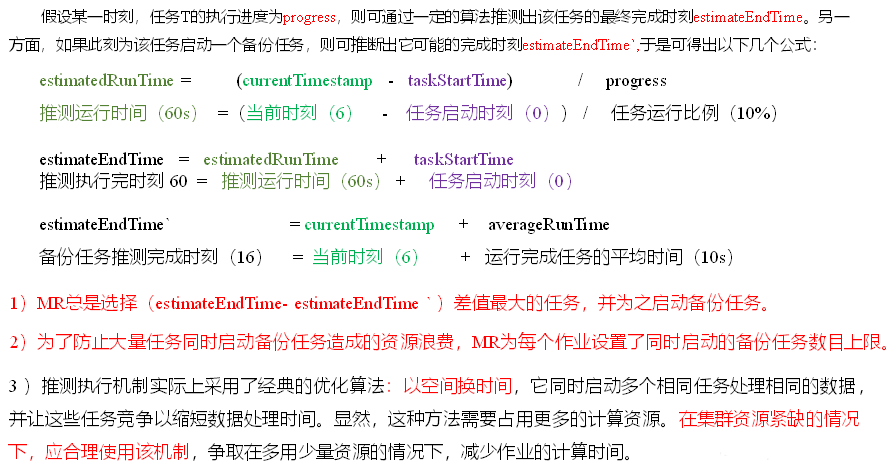 假设某一时刻，任务T的执行进度为progress，则可通过一定的算法推测出该任务的最终完成时刻estimateEndTime。另一
方面，如果此刻为该任务启动一个备份任务，则可推断出它可能的完成时刻estimateEndTime`,于是可得出以下几个公式：
estimatedRunTime = (currentTimestamp - taskStartTime) / progress
推测运行时间（60s） =（当前时刻（6） - 任务启动时刻（0）） / 任务运行比例（10%）
estimateEndTime = estimatedRunTime + taskStartTime
推测执行完时刻 60 = 推测运行时间（60s）+ 任务启动时刻（0）
estimateEndTime` = currentTimestamp + averageRunTime
备份任务推测完成时刻（16） = 当前时刻（6） + 运行完成任务的平均时间（10s）
1）MR总是选择（estimateEndTime- estimateEndTime ` ）差值最大的任务，并为之启动备份任务。
2）为了防止大量任务同时启动备份任务造成的资源浪费，MR为每个作业设置了同时启动的备份任务数目上限。
3 ）推测执行机制实际上采用了经典的优化算法：以空间换时间，它同时启动多个相同任务处理相同的数据，
并让这些任务竞争以缩短数据处理时间。显然，这种方法需要占用更多的计算资源。在集群资源紧缺的情况
下，应合理使用该机制，争取在多用少量资源的情况下，减少作业的计算时间。